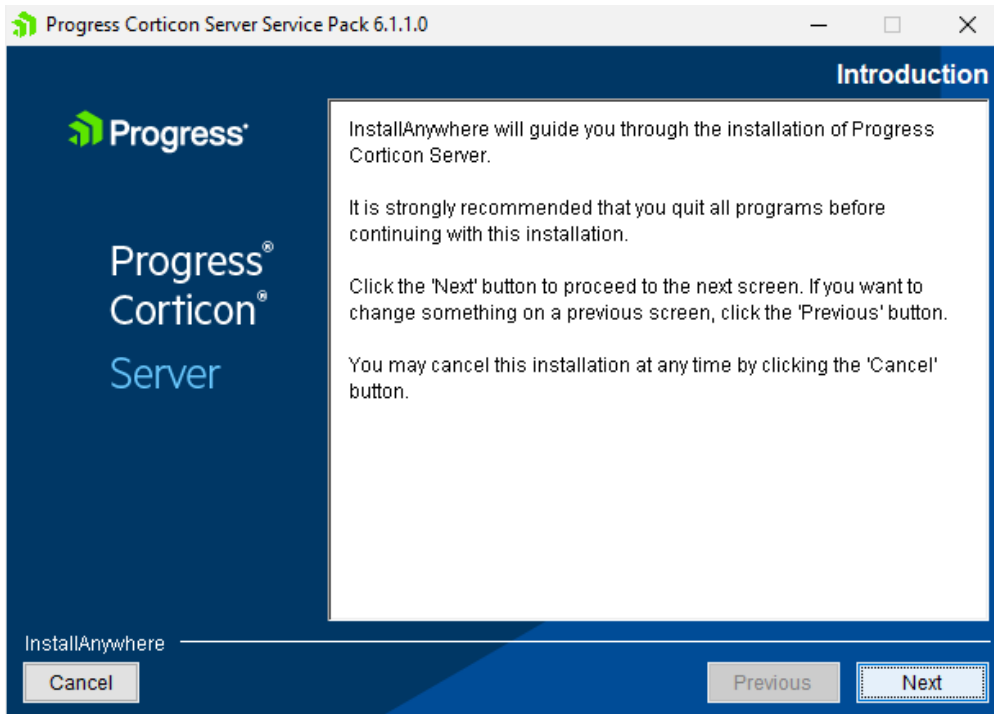 Progress Corticon Server Service Pack 6.1.1.0
Introduction
Progress
Progress®
Corticon®
Server
InstallAnywhere will guide you through the installation of Progress
Corticon Server.
It is strongly recommended that you quit all programs before
continuing with this installation.
Click the 'Next' button to proceed to the next screen. If you want to
change something on a previous screen, click the 'Previous' button.
You may cancel this installation at any time by clicking the 'Cancel'
button.
InstallAnywhere
Cancel
Previous
Next